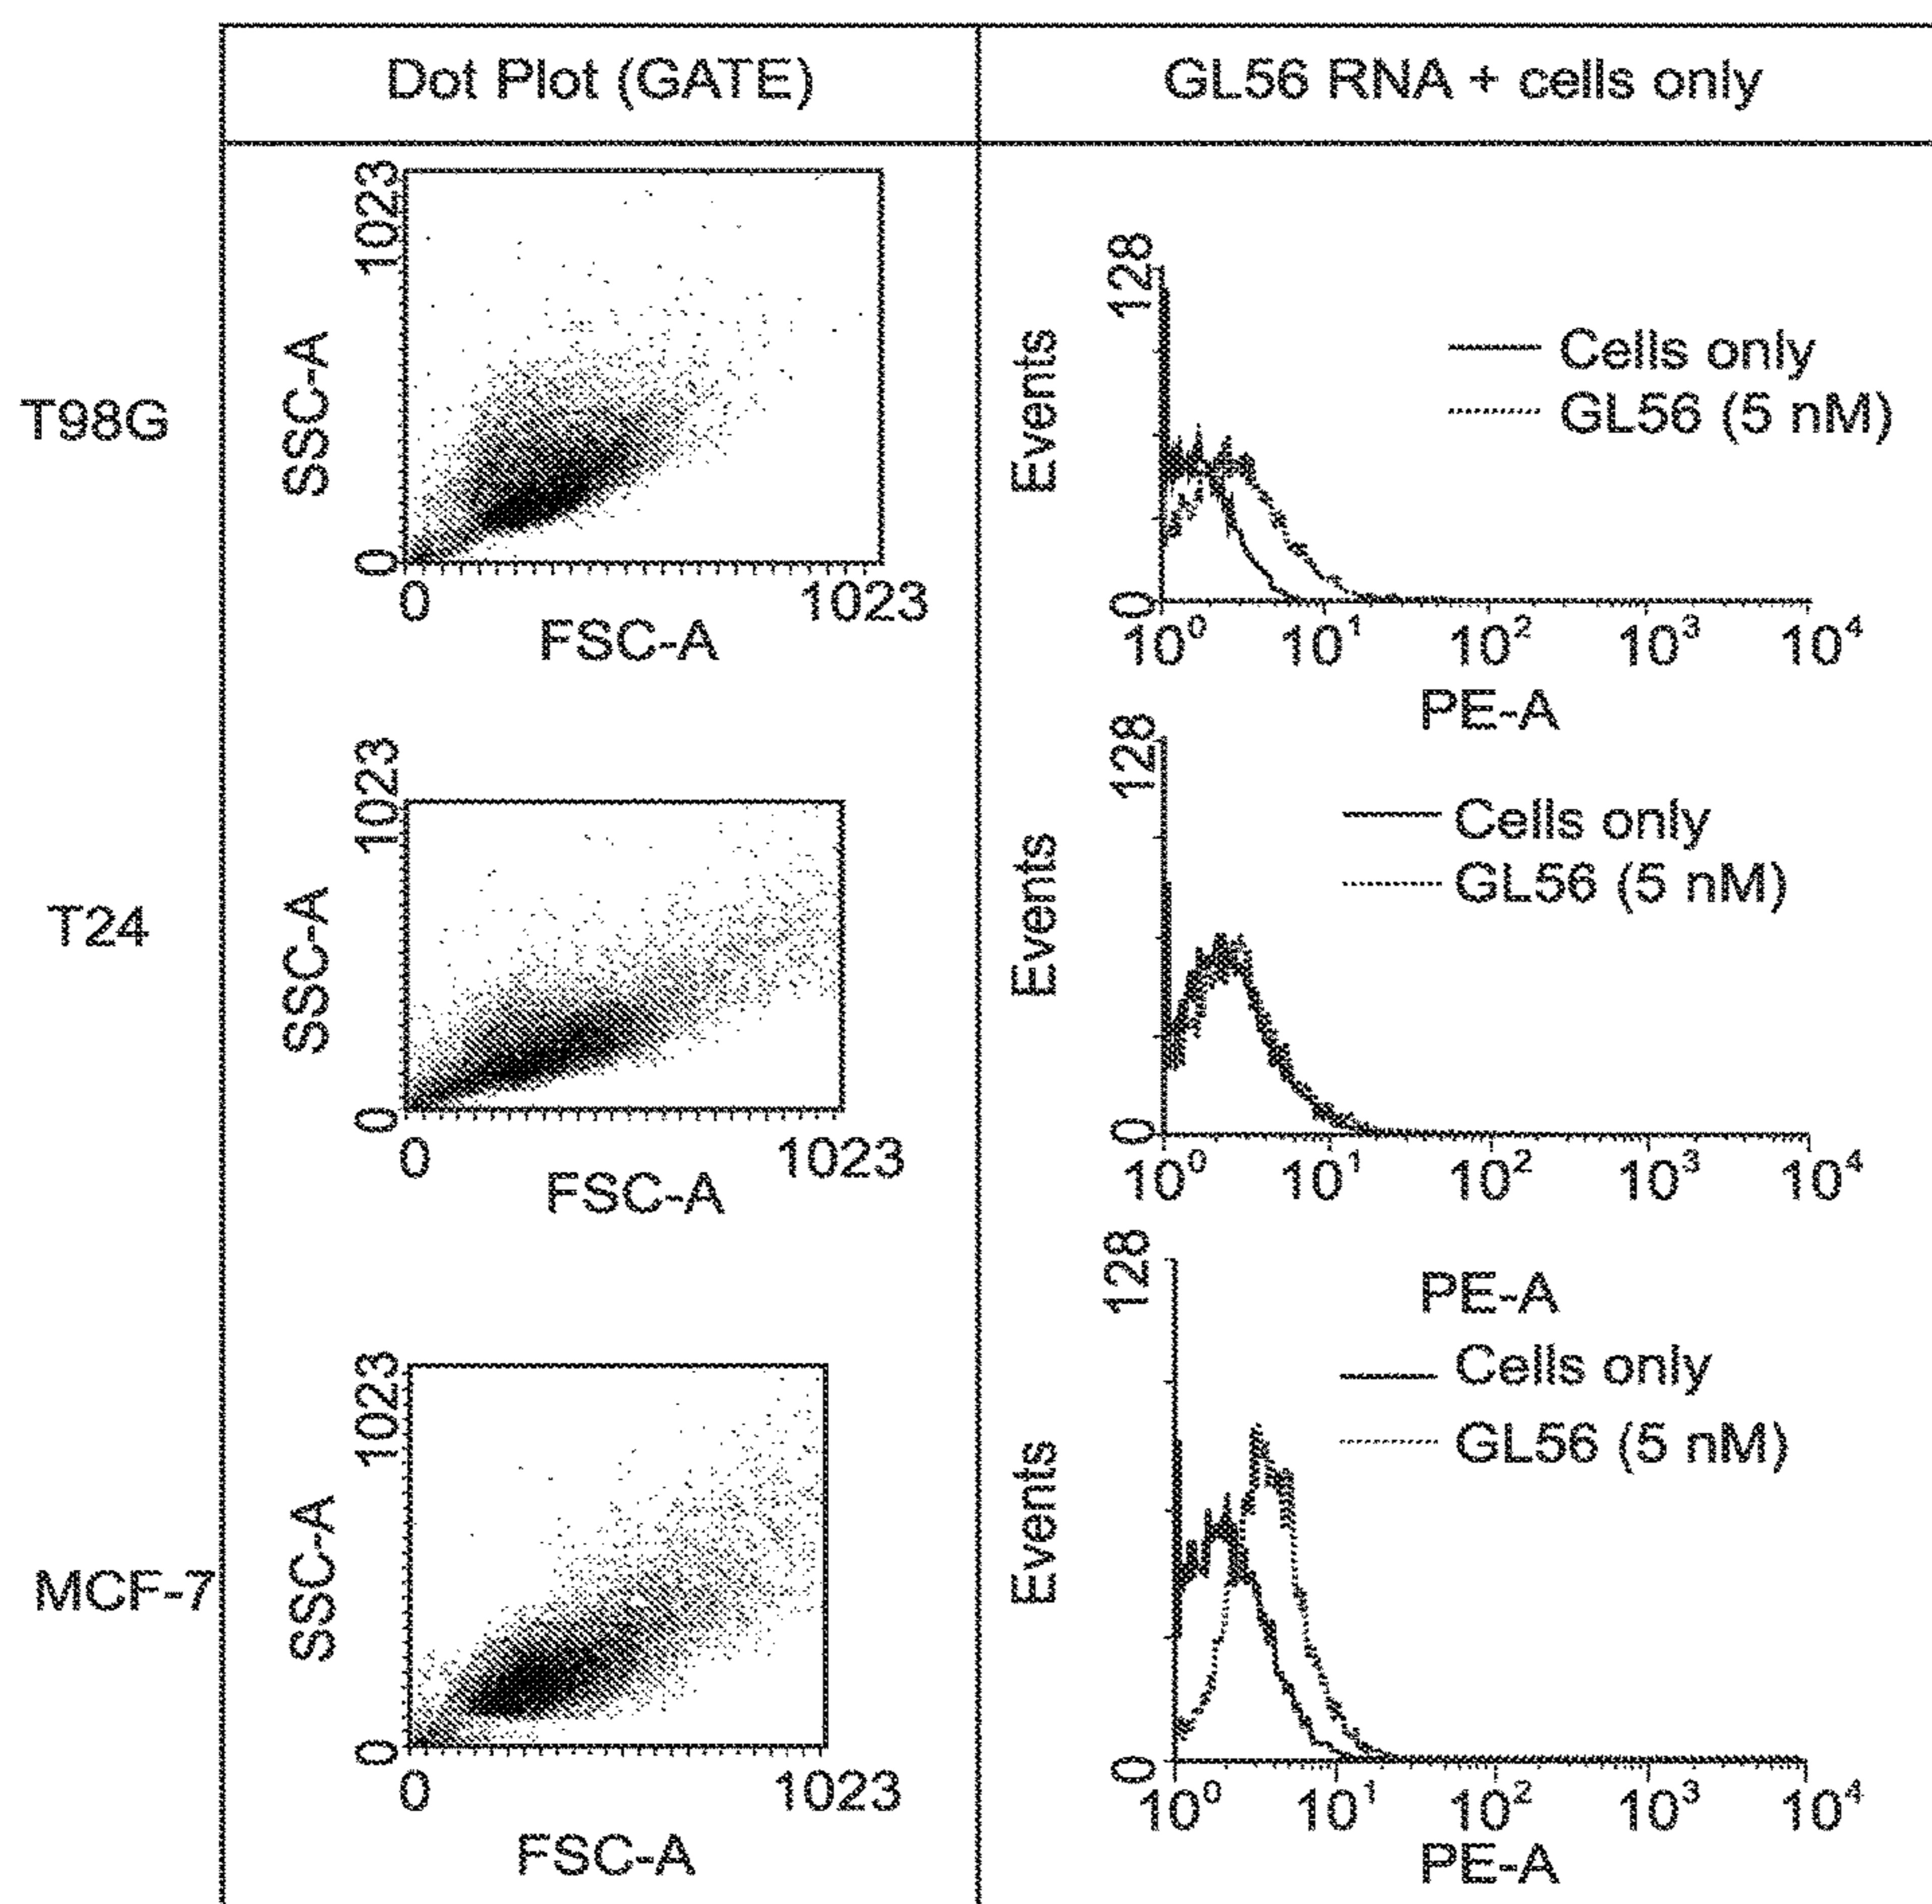 Dot Plot (GATE)
GL56 RNA + cells only
T98G
1023
SSC-A
0
0
1023
FSC-A
128
Events
0
Cells only
GL56 (5 nM)
10⁰
10¹
10²
10³
10⁴
PE-A
T24
1023
SSC-A
0
0
1023
FSC-A
128
Events
0
Cells only
GL56 (5 nM)
10⁰
10¹
10²
10³
10⁴
PE-A
MCF-7
1023
SSC-A
0
0
1023
FSC-A
128
Events
0
Cells only
GL56 (5 nM)
10⁰
10¹
10²
10³
10⁴
PE-A